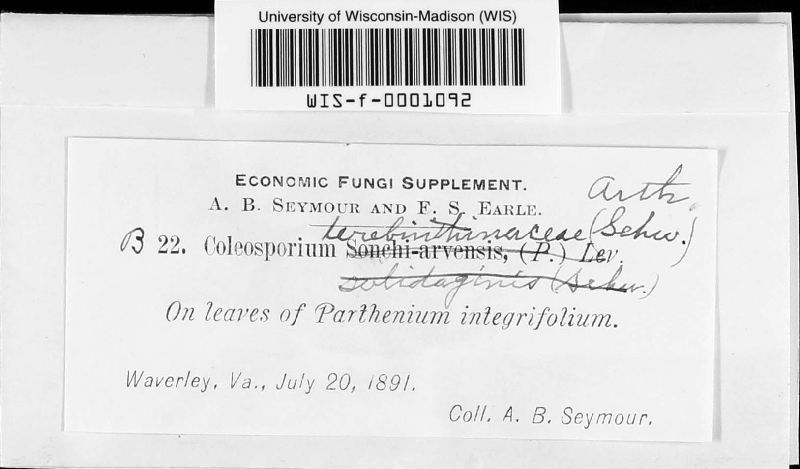 University of Wisconsin-Madison (WIS)
WIS-f-0001092
ECONOMIC FUNGI SUPPLEMENT.
A. B. SEYMOUR AND F. S. EARLE.
terebinthinaceae (Schw.) Arth.
B 22. Coleosporium Sonchi-arvensis, (P.) Lev.
solidaginis (Schw.)
On leaves of Parthenium integrifolium.
Waverley, Va., July 20, 1891.
Coll. A. B. Seymour.